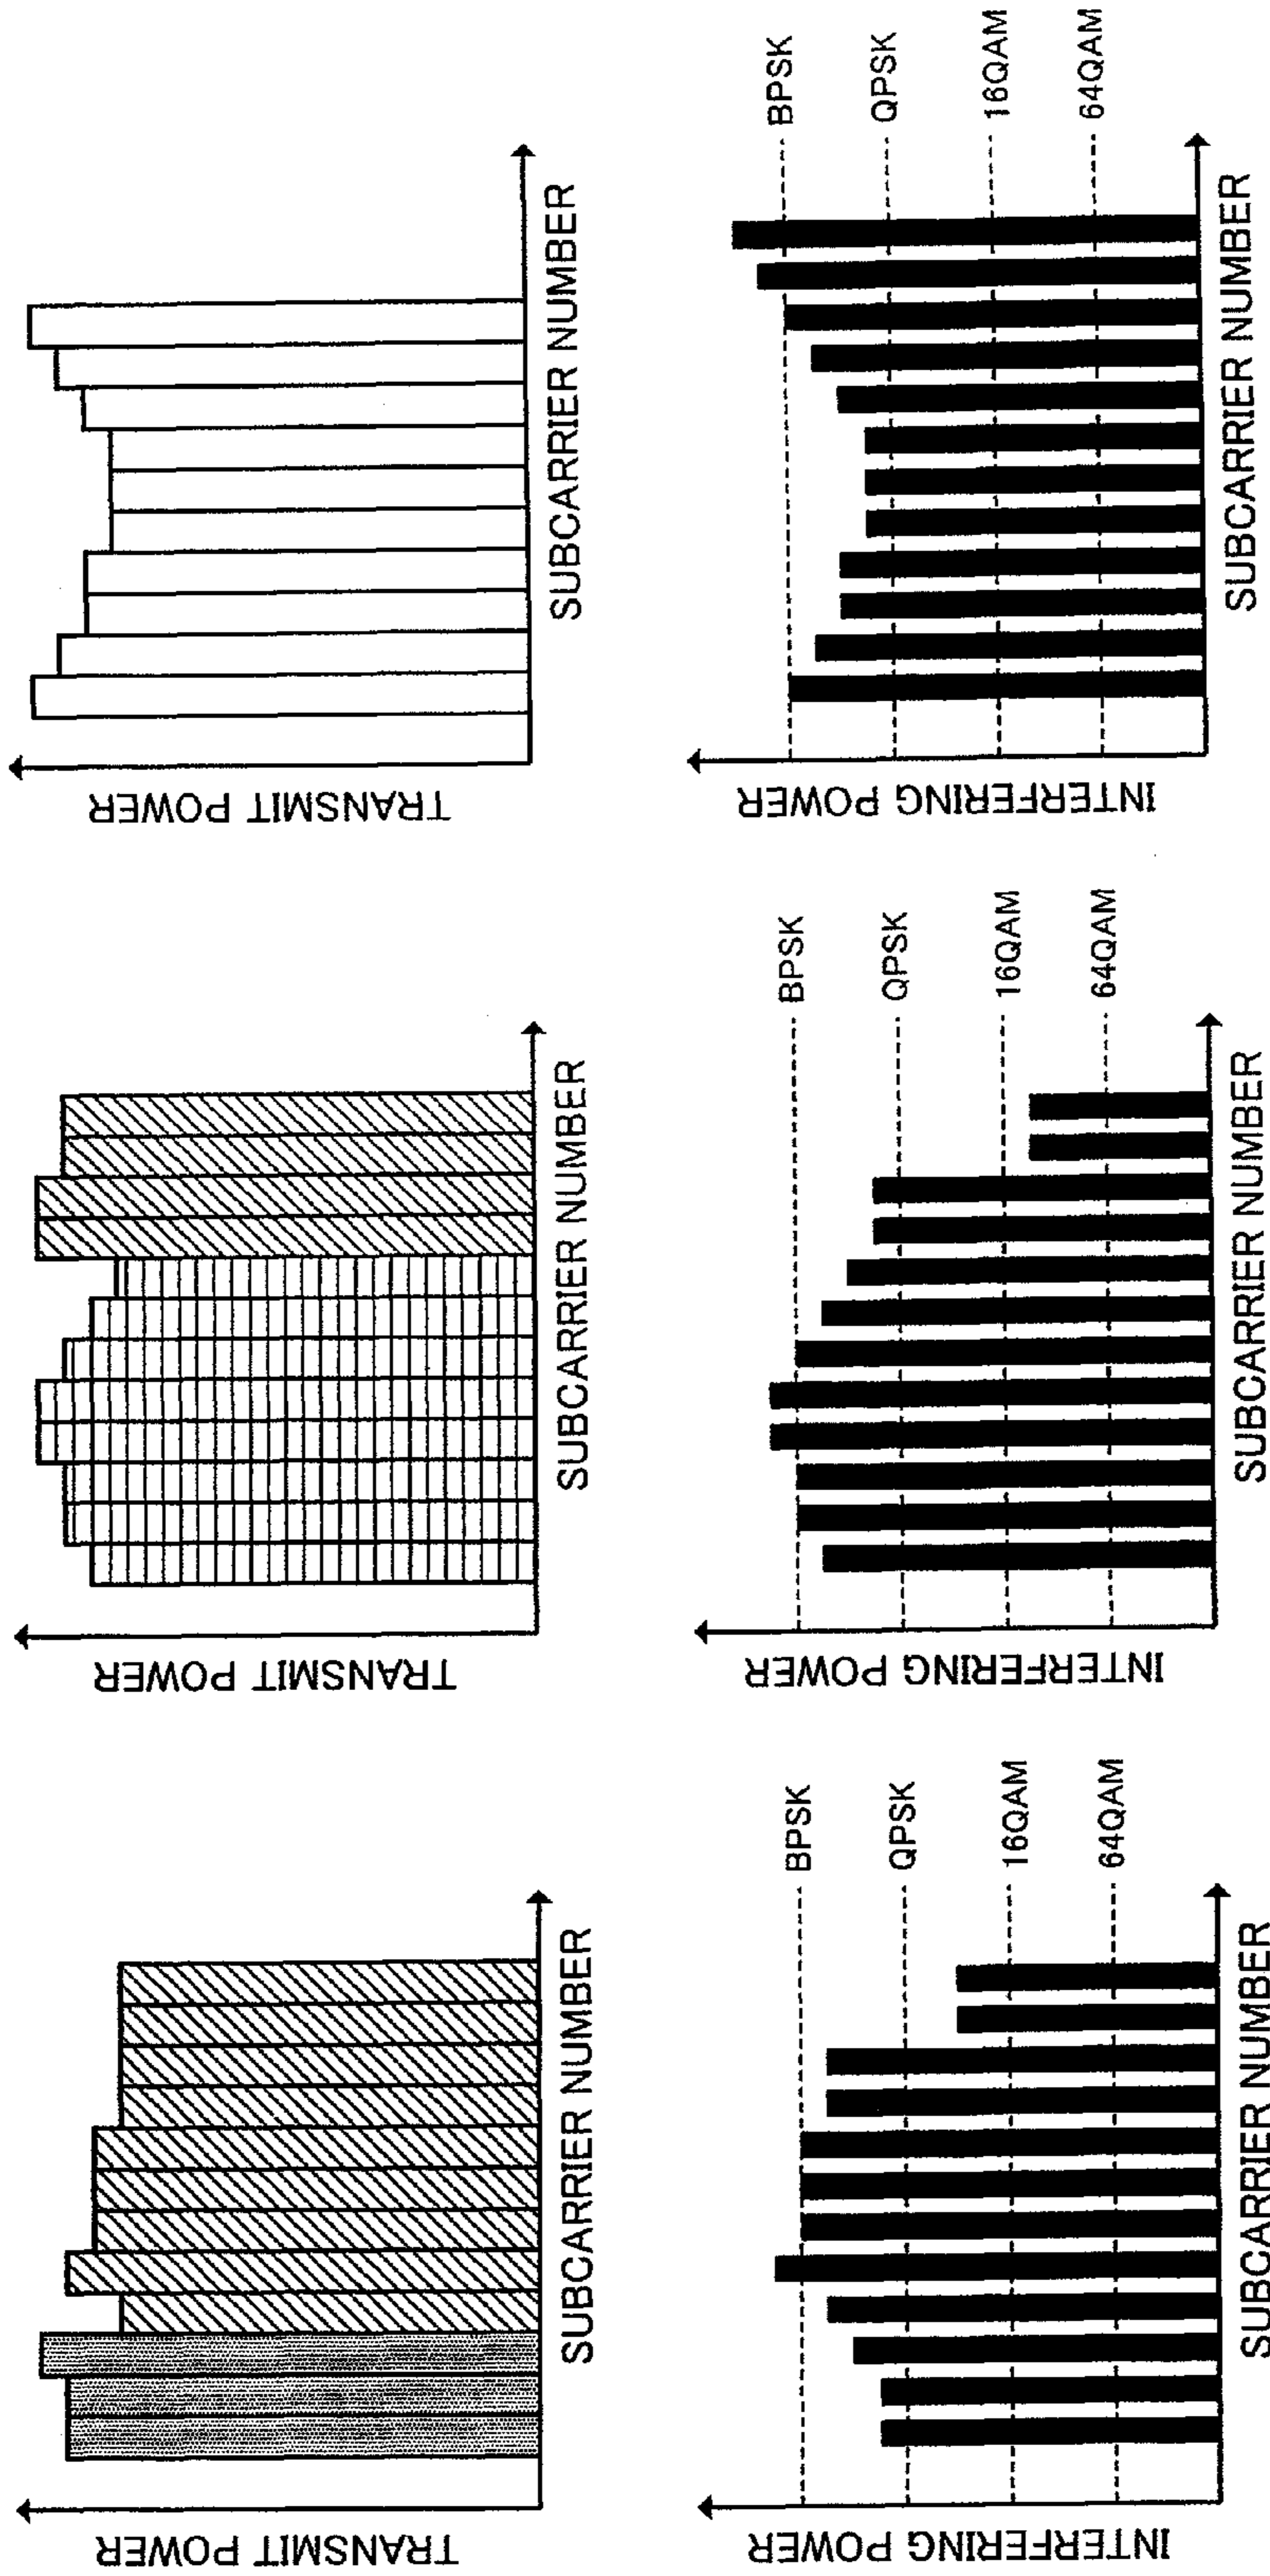 TRANSMIT POWER
SUBCARRIER NUMBER
TRANSMIT POWER
SUBCARRIER NUMBER
TRANSMIT POWER
SUBCARRIER NUMBER
INTERFERING POWER
BPSK
QPSK
16QAM
64QAM
SUBCARRIER NUMBER
INTERFERING POWER
BPSK
QPSK
16QAM
64QAM
SUBCARRIER NUMBER
INTERFERING POWER
BPSK
QPSK
16QAM
64QAM
SUBCARRIER NUMBER